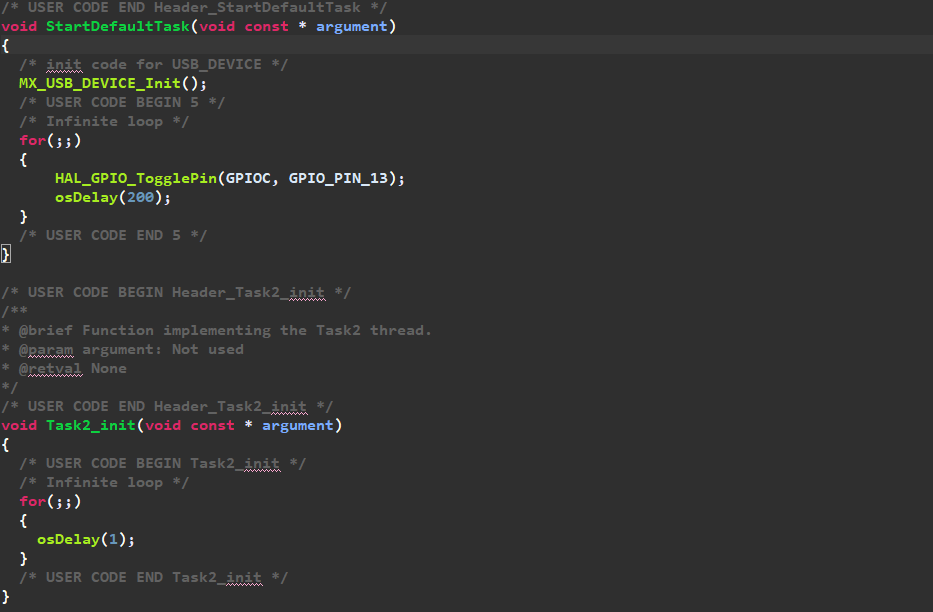 /* USER CODE END Header_StartDefaultTask */
void StartDefaultTask(void const * argument)
{
  /* init code for USB_DEVICE */
  MX_USB_DEVICE_Init();
  /* USER CODE BEGIN 5 */
  /* Infinite loop */
  for(;;)
  {
      HAL_GPIO_TogglePin(GPIOC, GPIO_PIN_13);
      osDelay(200);
  }
  /* USER CODE END 5 */
}

/* USER CODE BEGIN Header_Task2_init */
/**
* @brief Function implementing the Task2 thread.
* @param argument: Not used
* @retval None
*/
/* USER CODE END Header_Task2_init */
void Task2_init(void const * argument)
{
  /* USER CODE BEGIN Task2_init */
  /* Infinite loop */
  for(;;)
  {
    osDelay(1);
  }
  /* USER CODE END Task2_init */
}